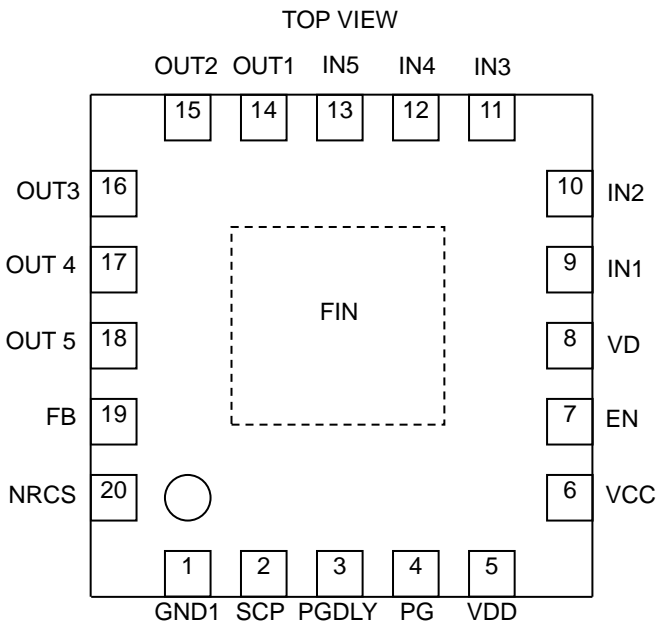 TOP VIEW
OUT2 OUT1 IN5 IN4 IN3
15 14 13 12 11
OUT3 16 10 IN2
OUT 4 17 9 IN1
FIN
OUT 5 18 8 VD
FB 19 7 EN
NRCS 20 6 VCC
1 2 3 4 5
GND1 SCP PGDLY PG VDD